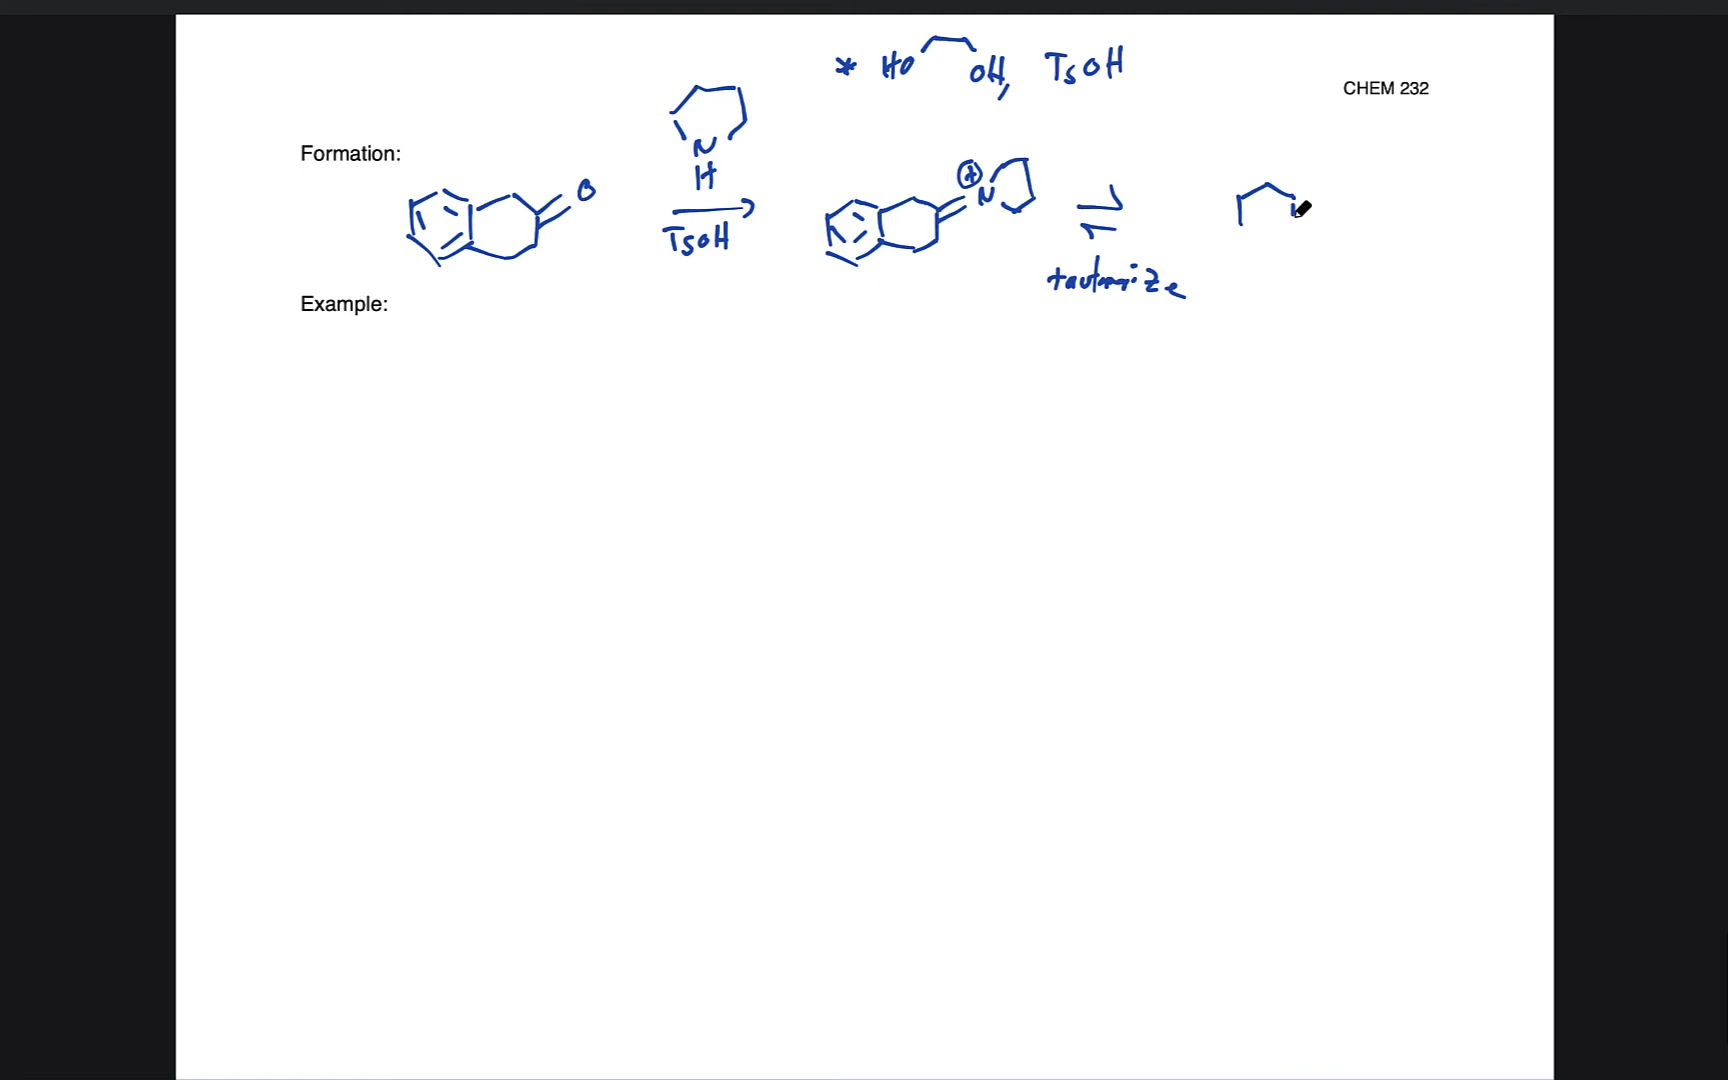 * HO OH, TsOH
CHEM 232
Formation:
N
H
O
TsOH
+
N
tautomerize
Example: